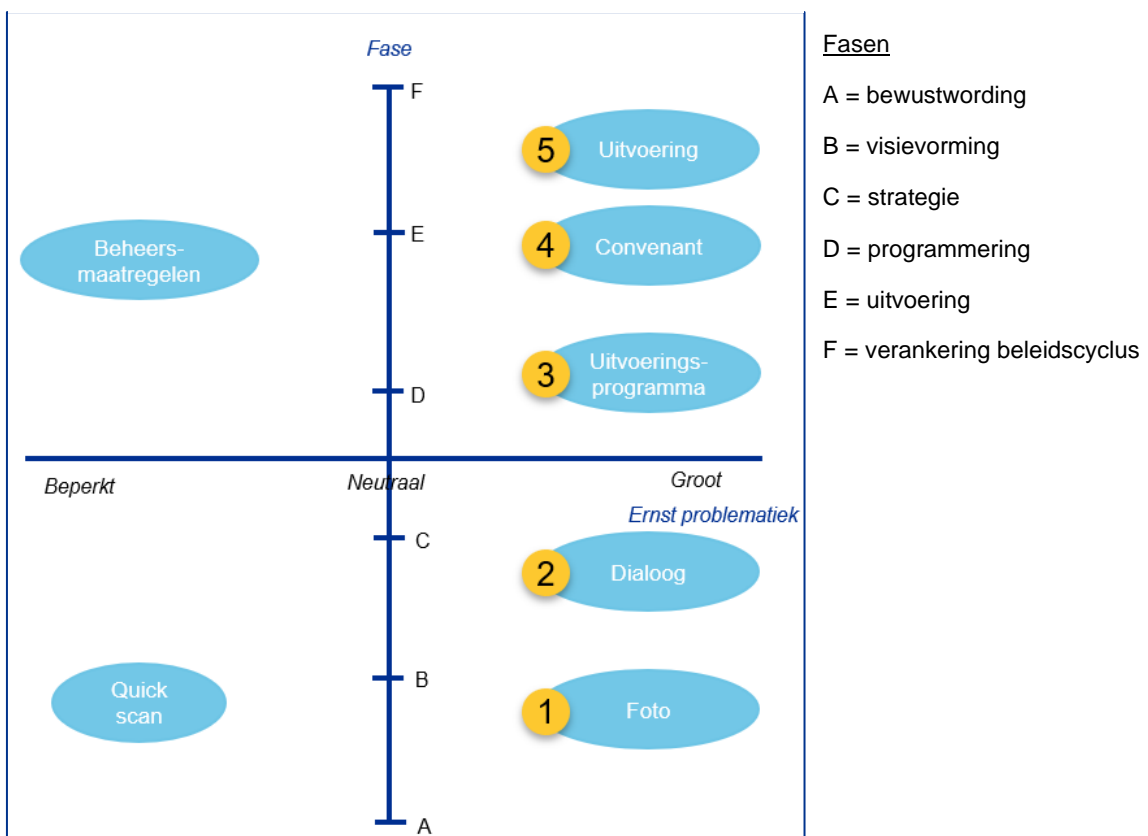 Fase
F
5 Uitvoering
E
4 Convenant
Beheers-
maatregelen
3 Uitvoerings-
programma
D
Beperkt
Neutraal
Groot
Ernst problematiek
C
2 Dialoog
B
Quick
scan
1 Foto
A
Fasen
A = bewustwording
B = visievorming
C = strategie
D = programmering
E = uitvoering
F = verankering beleidscyclus